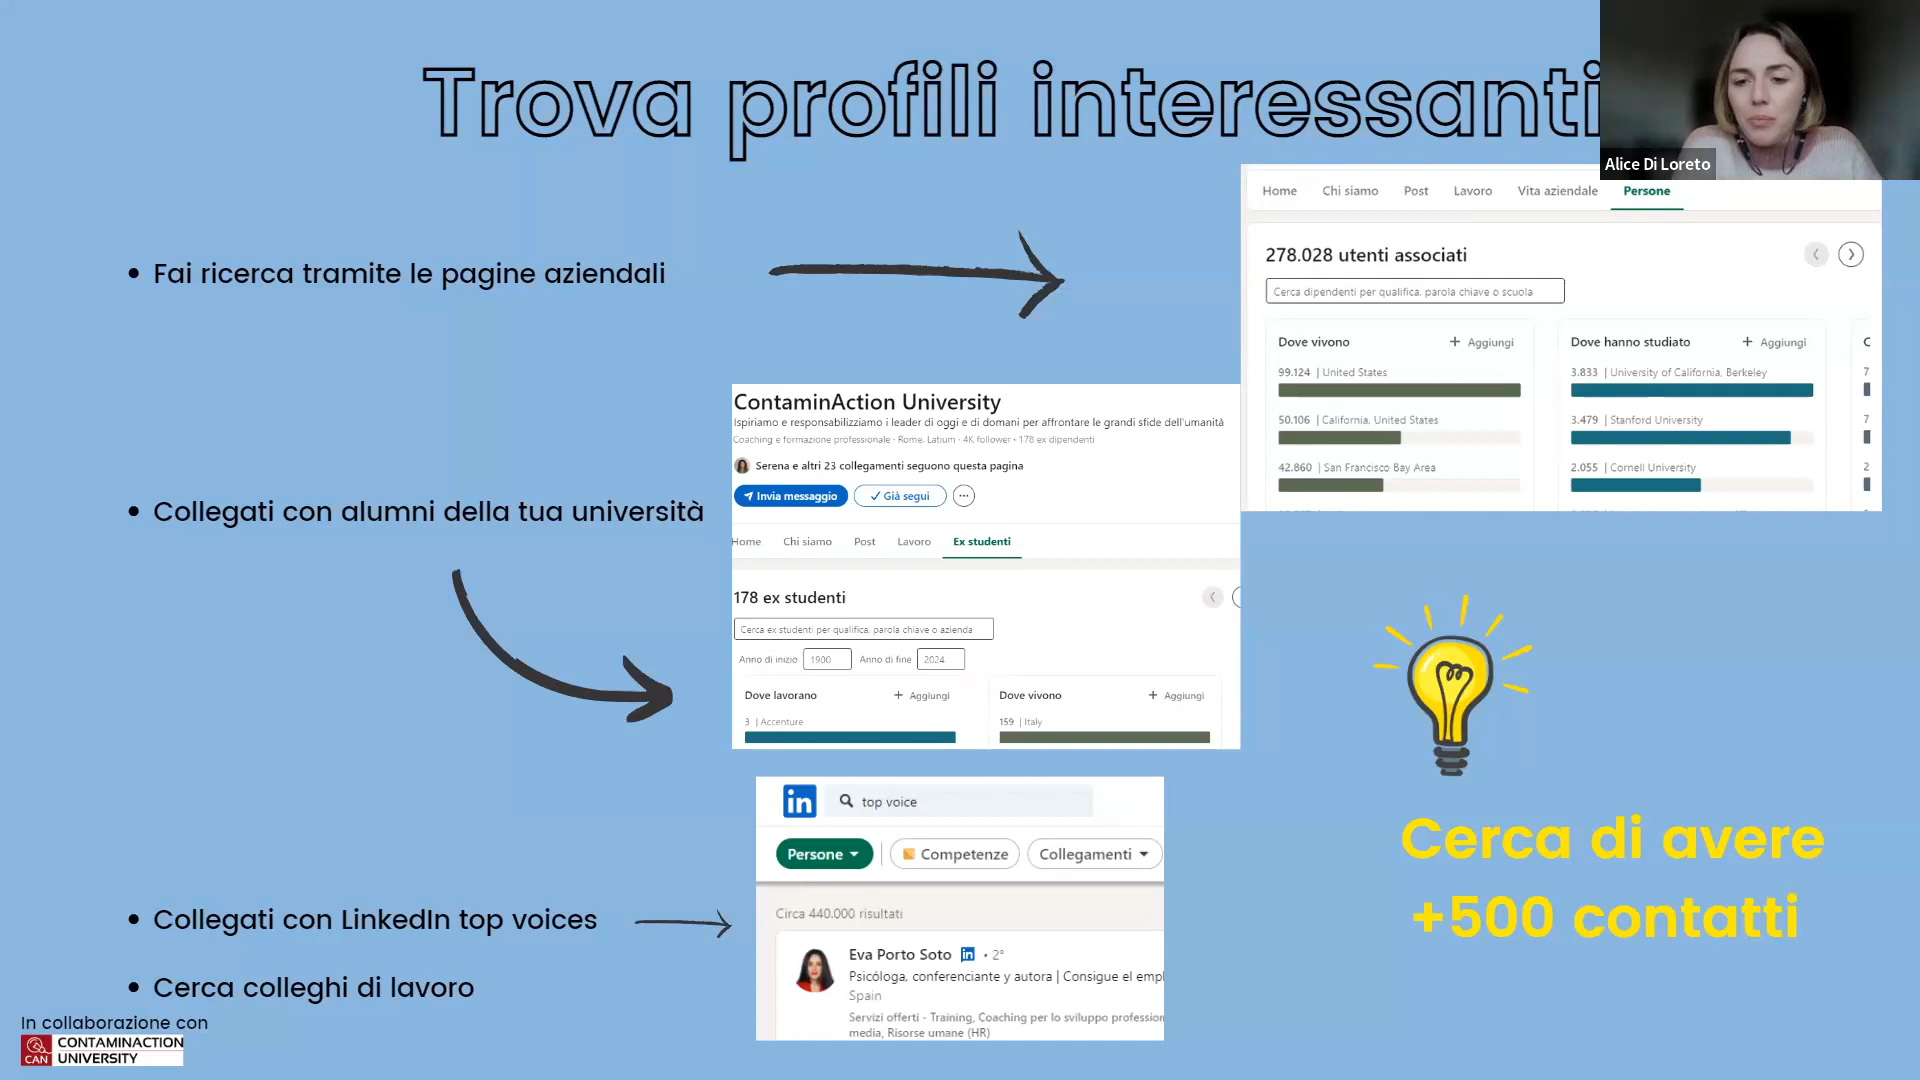 Trova profili interessanti
Alice Di Loreto
Fai ricerca tramite le pagine aziendali
Home Chi siamo Post Lavoro Vita aziendale Persone
278.028 utenti associati
Cerca dipendenti per qualifica, parola chiave o scuola
Dove vivono + Aggiungi
99.124 | United States
50.106 | California, United States
42.860 | San Francisco Bay Area
Dove hanno studiato + Aggiungi
3.833 | University of California, Berkeley
3.479 | Stanford University
2.055 | Cornell University
Collegati con alumni della tua università
ContaminAction University
Ispiriamo e responsabilizziamo i leader di oggi e di domani per affrontare le grandi sfide dell'umanità
Coaching e formazione professionale · Rome, Latium · 4K follower · 178 ex dipendenti
Serena e altri 23 collegamenti seguono questa pagina
Invia messaggio Già segui
Home Chi siamo Post Lavoro Ex studenti
178 ex studenti
Cerca ex studenti per qualifica, parola chiave o azienda
Anno di inizio 1900 Anno di fine 2024
Dove lavorano + Aggiungi
3 | Accenture
Dove vivono + Aggiungi
159 | Italy
Collegati con LinkedIn top voices
in top voice
Persone Competenze Collegamenti
Circa 440.000 risultati
Eva Porto Soto in • 2°
Psicóloga, conferenciante y autora | Consigue el
Spain
Servizi offerti - Training, Coaching per lo sviluppo
media, Risorse umane (HR)
Cerca colleghi di lavoro
Cerca di avere
+500 contatti
In collaborazione con
CAN
CONTAMINACTION
UNIVERSITY